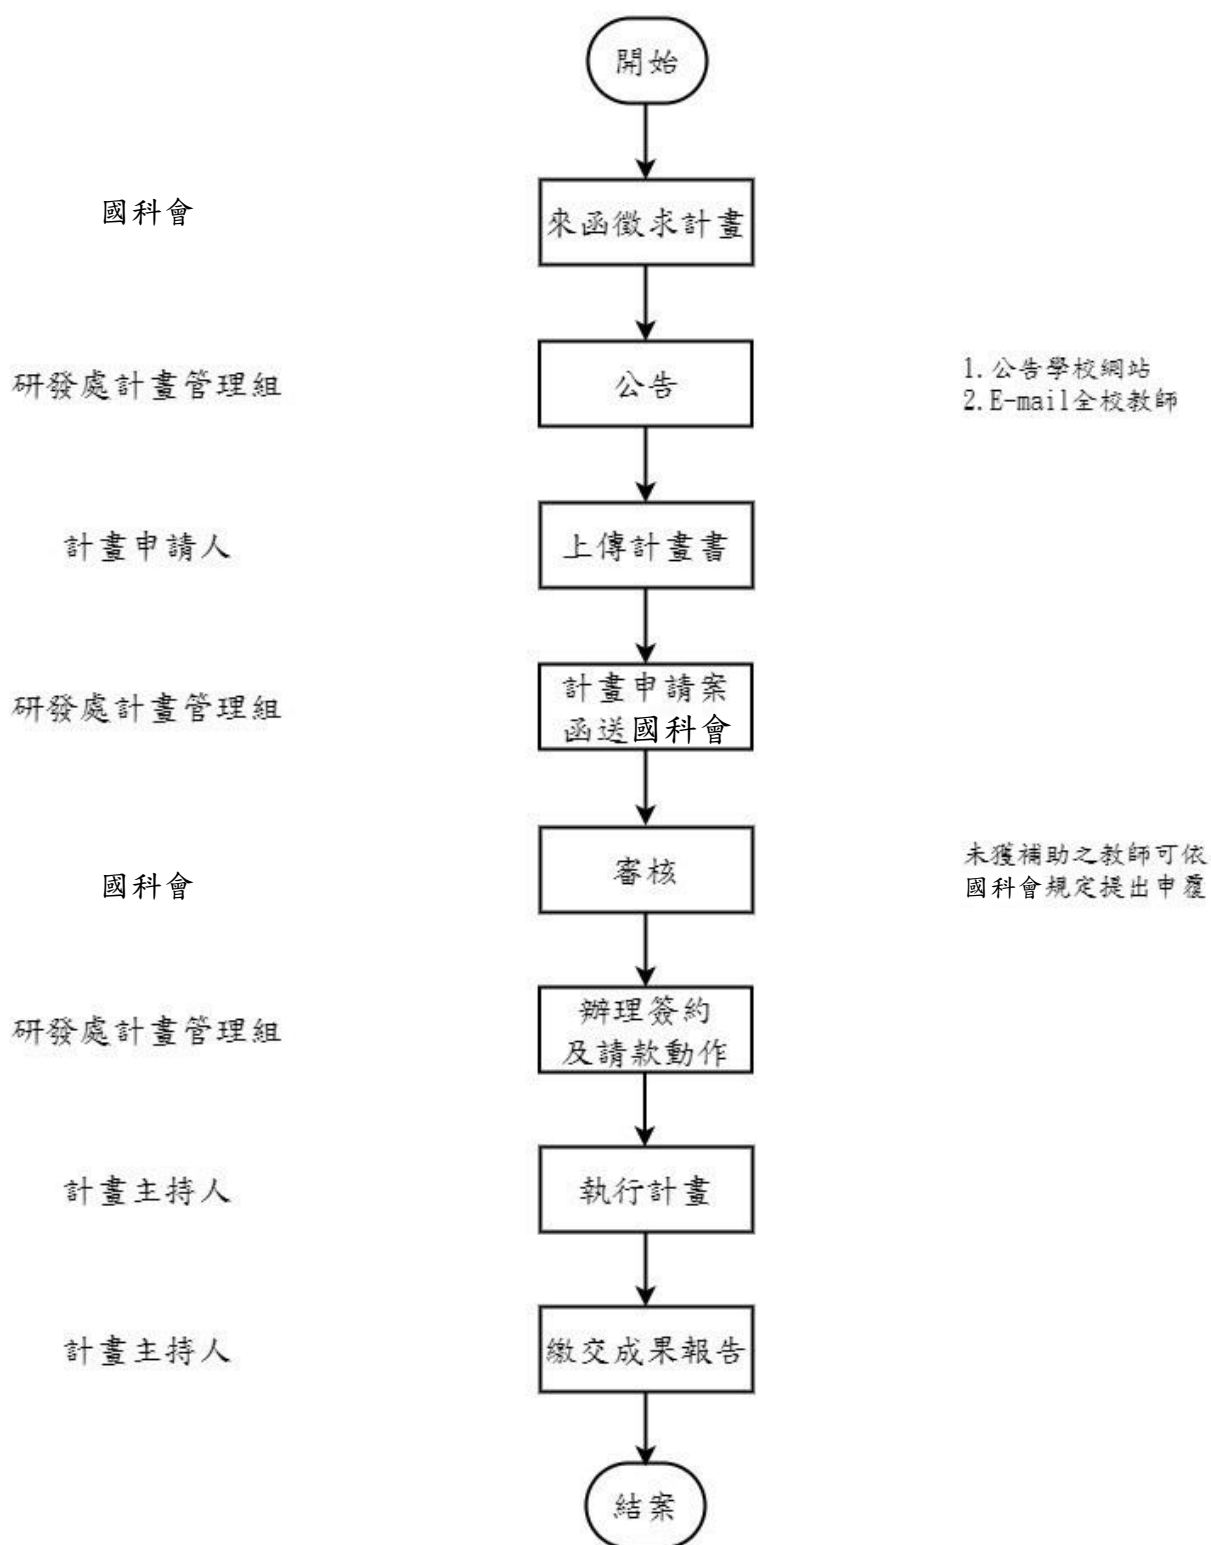 開始
國科會
來函徵求計畫
研發處計畫管理組
公告
1.公告學校網站
2.E-mail全校教師
計畫申請人
上傳計畫書
研發處計畫管理組
計畫申請案
函送國科會
國科會
審核
未獲補助之教師可依
國科會規定提出申覆
研發處計畫管理組
辦理簽約
及請款動作
計畫主持人
執行計畫
計畫主持人
繳交成果報告
結案